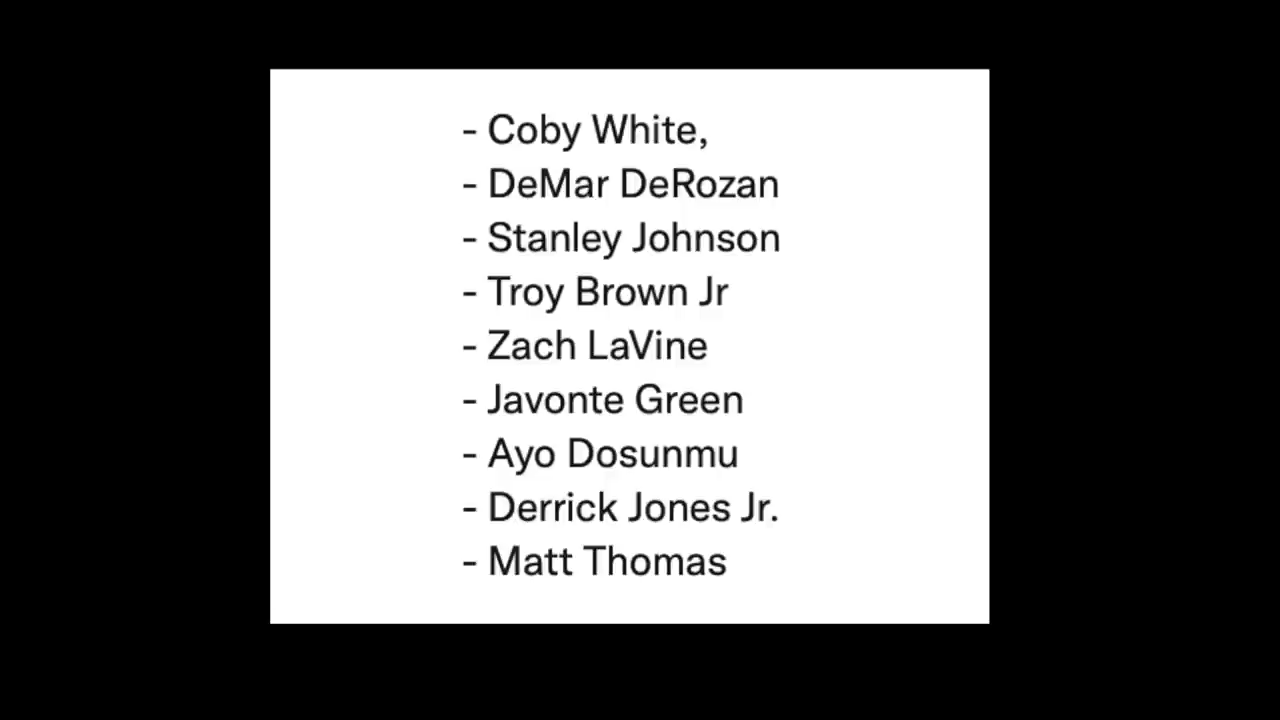 - Coby White,
- DeMar DeRozan
- Stanley Johnson
- Troy Brown Jr
- Zach LaVine
- Javonte Green
- Ayo Dosunmu
- Derrick Jones Jr.
- Matt Thomas